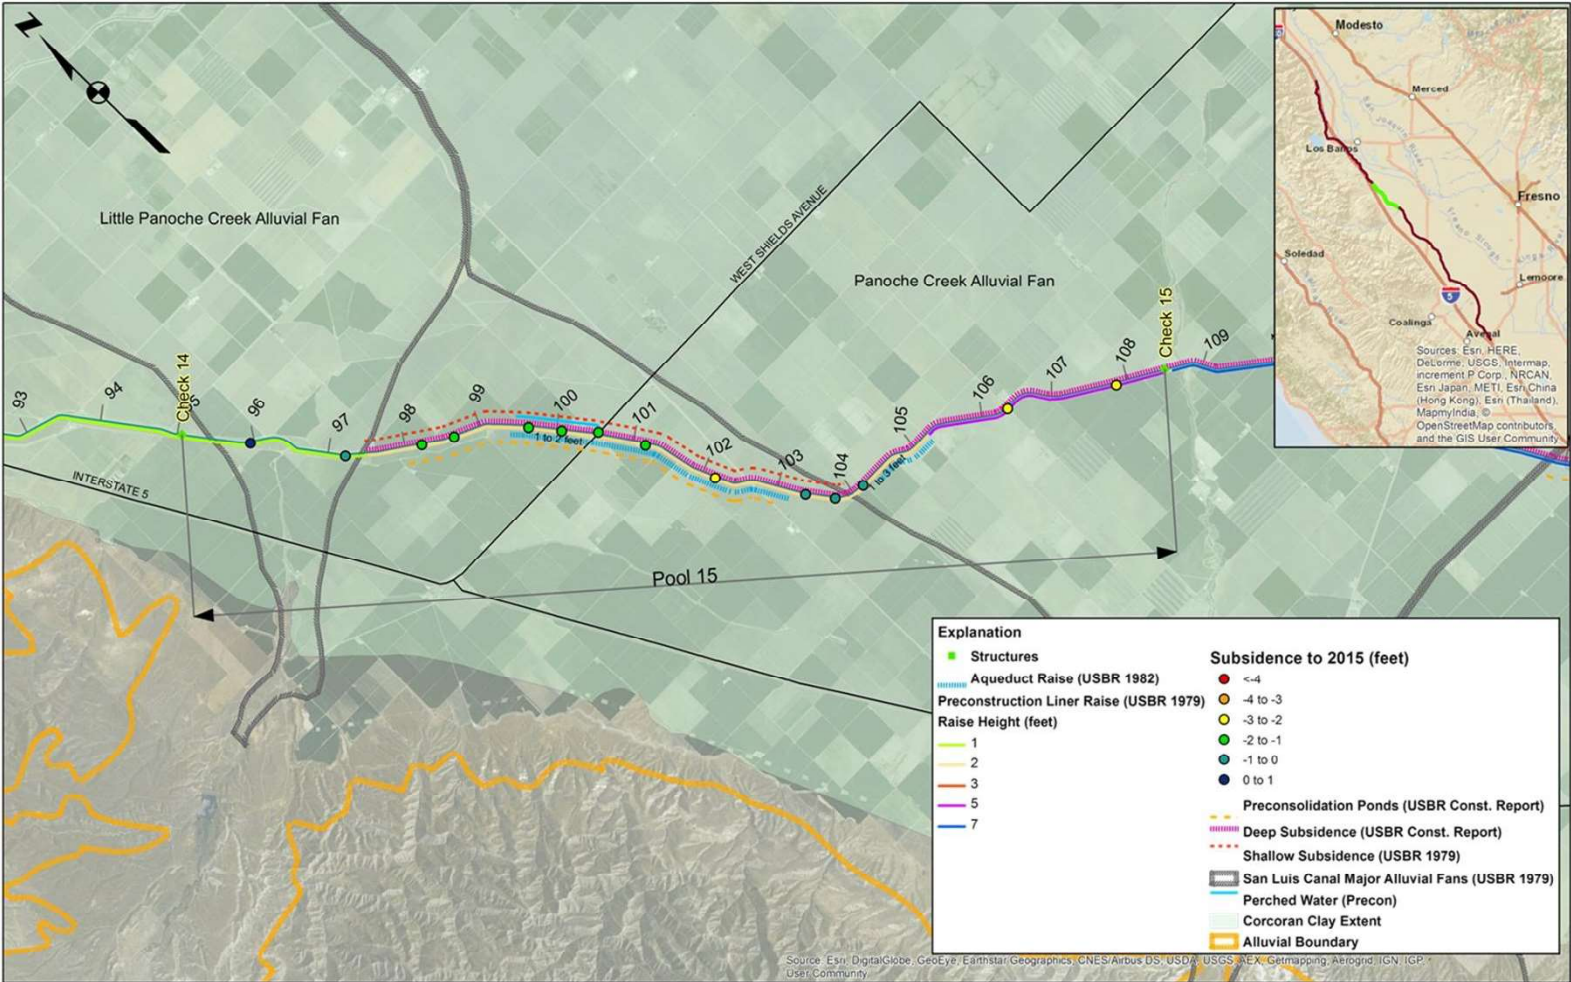 N
Modesto
Merced
Los Banos
San Joaquin River
Fresno
Fresno Slough
Soledad
Lemoore
5
Coalinga
Avenal
Sources: Esri, HERE,
DeLorme, USGS, Intermap,
increment P Corp., NRCAN,
Esri Japan, METI, Esri China
(Hong Kong), Esri (Thailand),
MapmyIndia, ©
OpenStreetMap contributors,
and the GIS User Community
Little Panoche Creek Alluvial Fan
WEST SHIELDS AVENUE
Panoche Creek Alluvial Fan
Check 14
Check 15
93
94
96
97
98
99
100
101
102
103
104
105
106
107
108
109
1 to 2 feet
1 to 3 feet
INTERSTATE 5
Pool 15
Explanation
Structures
Aqueduct Raise (USBR 1982)
Preconstruction Liner Raise (USBR 1979)
Raise Height (feet)
1
2
3
5
7
Subsidence to 2015 (feet)
<-4
-4 to -3
-3 to -2
-2 to -1
-1 to 0
0 to 1
Preconsolidation Ponds (USBR Const. Report)
Deep Subsidence (USBR Const. Report)
Shallow Subsidence (USBR 1979)
San Luis Canal Major Alluvial Fans (USBR 1979)
Perched Water (Precon)
Corcoran Clay Extent
Alluvial Boundary
Source: Esri, DigitalGlobe, GeoEye, Earthstar Geographics, CNES/Airbus DS, USDA, USGS, AEX, Getmapping, Aerogrid, IGN, IGP,
User Community